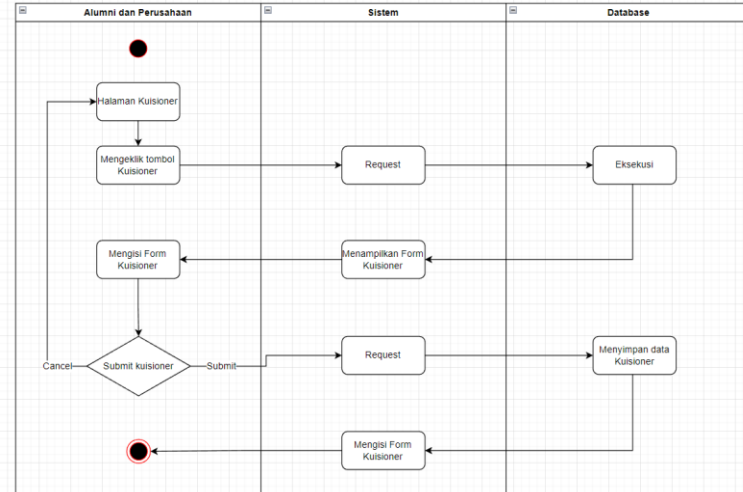 Alumni dan Perusahaan
Sistem
Database
Halaman Kuisioner
Mengeklik tombol
Kuisioner
Request
Eksekusi
Mengisi Form
Kuisioner
Menampilkan Form
Kuisioner
Cancel
Submit kuisioner
Submit
Request
Menyimpan data
Kuisioner
Mengisi Form
Kuisioner